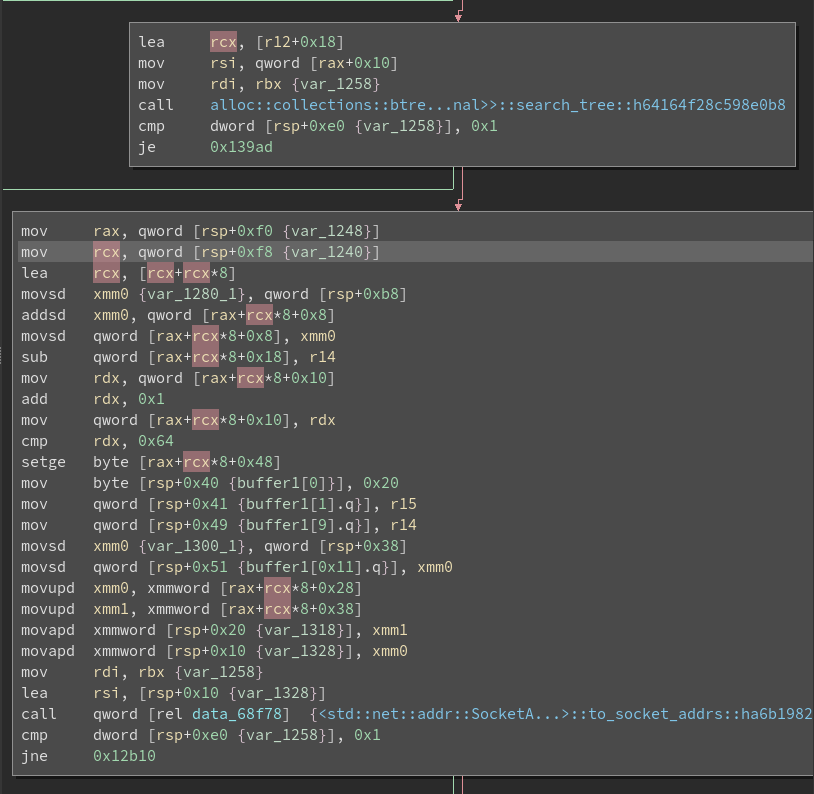 lea rcx, [r12+0x18]
mov rsi, qword [rax+0x10]
mov rdi, rbx {var_1258}
call alloc::collections::btre...nal>>::search_tree::h64164f28c598e0b8
cmp dword [rsp+0xe0 {var_1258}], 0x1
je 0x139ad
mov rax, qword [rsp+0xf0 {var_1248}]
mov rcx, qword [rsp+0xf8 {var_1240}]
lea rcx, [rcx+rcx*8]
movsd xmm0 {var_1280_1}, qword [rsp+0xb8]
addsd xmm0, qword [rax+rcx*8+0x8]
movsd qword [rax+rcx*8+0x8], xmm0
sub qword [rax+rcx*8+0x18], r14
mov rdx, qword [rax+rcx*8+0x10]
add rdx, 0x1
mov qword [rax+rcx*8+0x10], rdx
cmp rdx, 0x64
setge byte [rax+rcx*8+0x48]
mov byte [rsp+0x40 {buffer1[0]}], 0x20
mov qword [rsp+0x41 {buffer1[1].q}], r15
mov qword [rsp+0x49 {buffer1[9].q}], r14
movsd xmm0 {var_1300_1}, qword [rsp+0x38]
movsd qword [rsp+0x51 {buffer1[0x11].q}], xmm0
movupd xmm0, xmmword [rax+rcx*8+0x28]
movupd xmm1, xmmword [rax+rcx*8+0x38]
movapd xmmword [rsp+0x20 {var_1318}], xmm1
movapd xmmword [rsp+0x10 {var_1328}], xmm0
mov rdi, rbx {var_1258}
lea rsi, [rsp+0x10 {var_1328}]
call qword [rel data_68f78] {<std::net::addr::SocketA...>::to_socket_addrs::ha6b1982
cmp dword [rsp+0xe0 {var_1258}], 0x1
jne 0x12b10